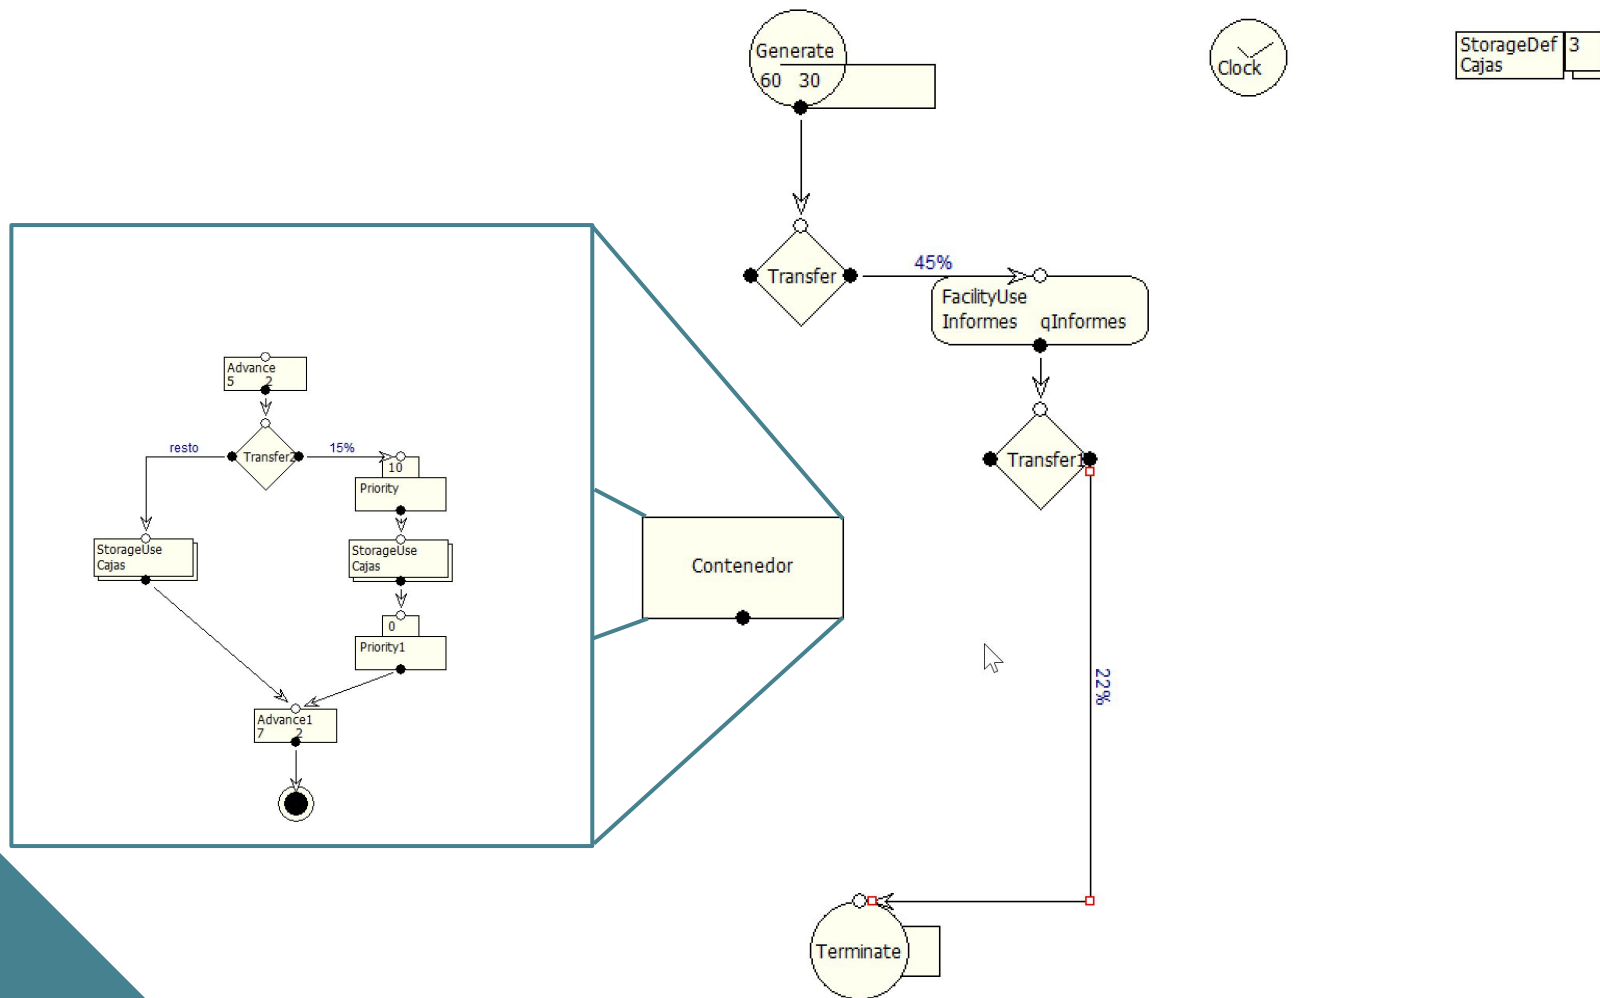 Generate
60 30
Clock
StorageDef 3
Cajas
Transfer
45%
FacilityUse
Informes qInformes
Transfer1
22%
Contenedor
Terminate
Advance
5 2
Transfer2
resto
15%
10
Priority
StorageUse
Cajas
StorageUse
Cajas
0
Priority1
Advance1
7 2